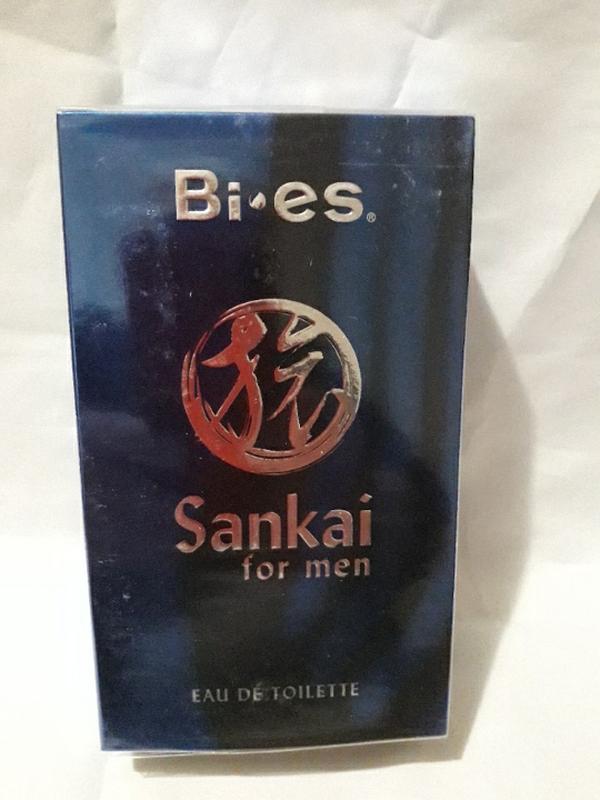 Bi·es®
Sankai
for men
EAU DE TOILETTE